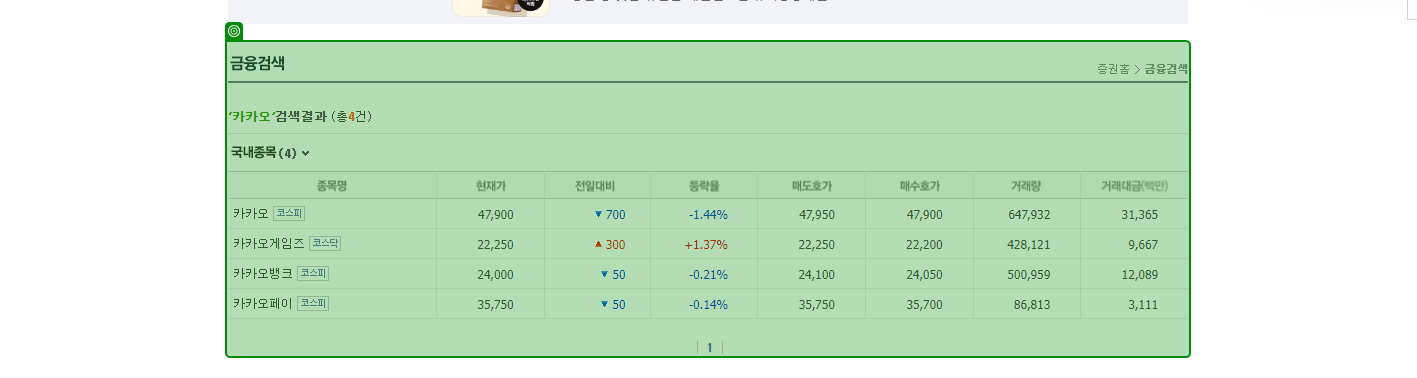 금융검색
증권홈 > 금융검색
'카카오'검색결과 (총4건)
국내종목(4)
종목명 현재가 전일대비 등락율 매도호가 매수호가 거래량 거래대금(백만)
카카오 코스피 47,900 ▼ 700 -1.44% 47,950 47,900 647,932 31,365
카카오게임즈 코스닥 22,250 ▲ 300 +1.37% 22,250 22,200 428,121 9,667
카카오뱅크 코스피 24,000 ▼ 50 -0.21% 24,100 24,050 500,959 12,089
카카오페이 코스피 35,750 ▼ 50 -0.14% 35,750 35,700 86,813 3,111
1